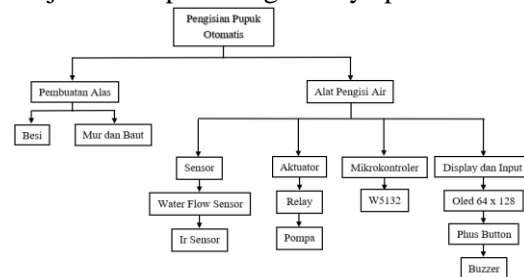 Pengisian Pupuk
Otomatis
Pembuatan Alas
Alat Pengisi Air
Besi
Mur dan Baut
Sensor
Aktuator
Mikrokontroler
Display dan Input
Water Flow Sensor
Relay
W5132
Oled 64 x 128
Ir Sensor
Pompa
Phus Button
Buzzer